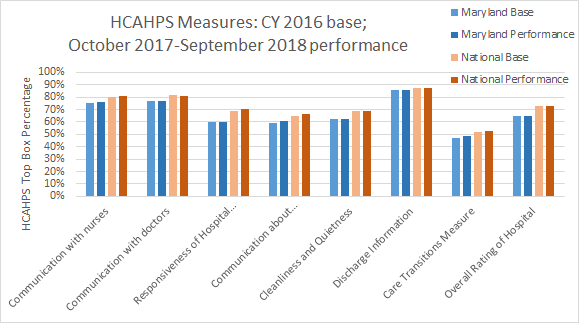 HCAHPS Measures: CY 2016 base;
October 2017-September 2018 performance
Maryland Base
Maryland Performance
National Base
National Performance
HCAHPS Top Box Percentage
100%
90%
80%
70%
60%
50%
40%
30%
20%
10%
0%
Communication with nurses
Communication with doctors
Responsiveness of Hospital...
Communication about...
Cleanliness and Quietness
Discharge Information
Care Transitions Measure
Overall Rating of Hospital